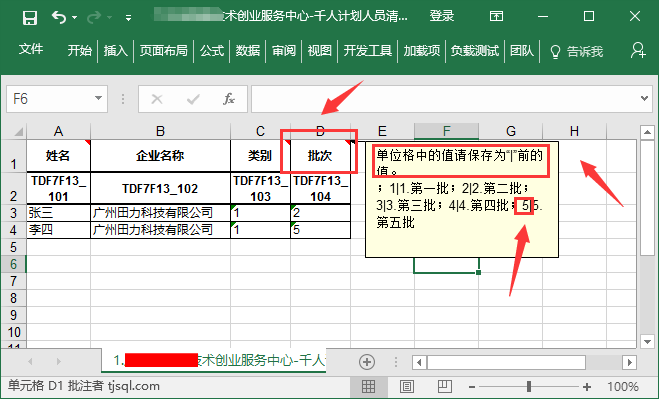 术创业服务中心-千人计划人员清... 登录
文件 开始 插入 页面布局 公式 数据 审阅 视图 开发工具 加载项 负载测试 团队 告诉我
F6 fx
A B C D E F G H
1 姓名 企业名称 类别 批次
2 TDF7F13_101 TDF7F13_102 TDF7F13_103 TDF7F13_104
3 张三 广州田力科技有限公司 1 2
4 李四 广州田力科技有限公司 1 5
单位格中的值请保存为"|"前的
值。
；1|1.第一批；2|2.第二批；
3|3.第三批；4|4.第四批；5|5.
第五批
5
6
7
8
9
10
11
1. 技术创业服务中心-千人计
单元格 D1 批注者 tjsql.com 100%